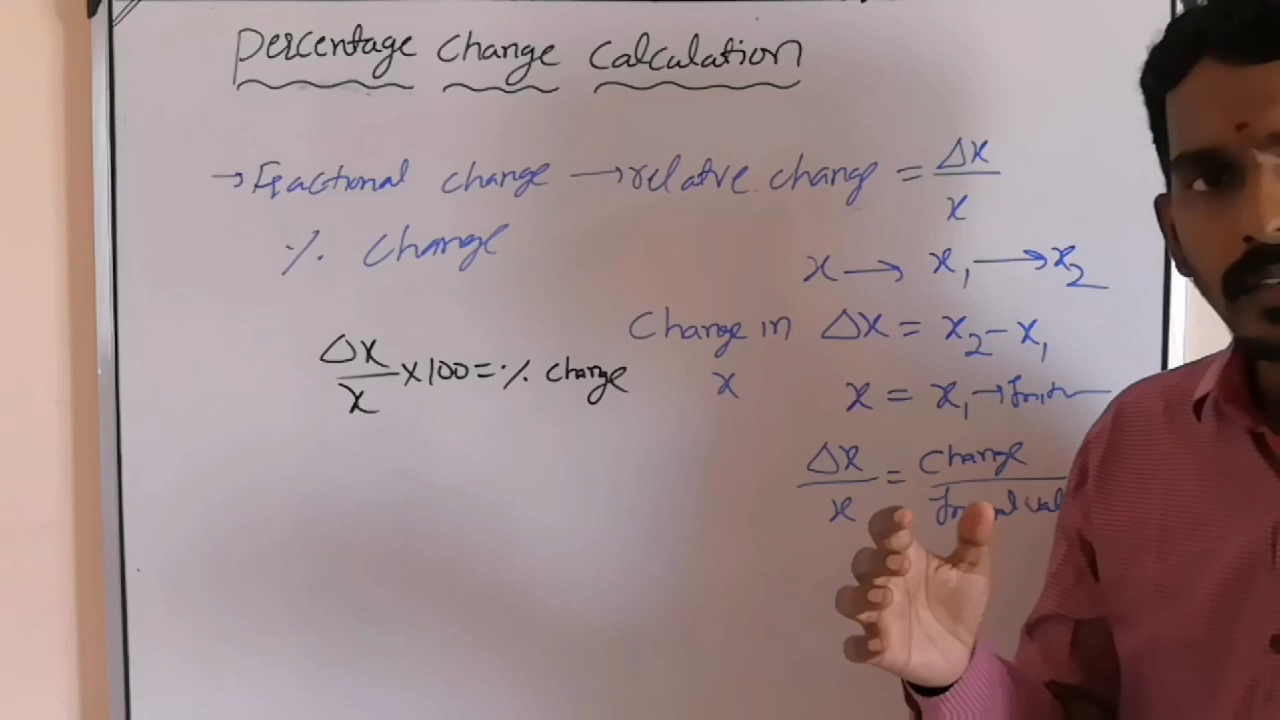 Percentage Change Calculation
→ Fractional change → relative change = Δx/x
% Change
x → x₁ → x₂
Change in x Δx = x₂ - x₁
Δx/x × 100 = % change
x = x₁ →
Δx/x = Change/